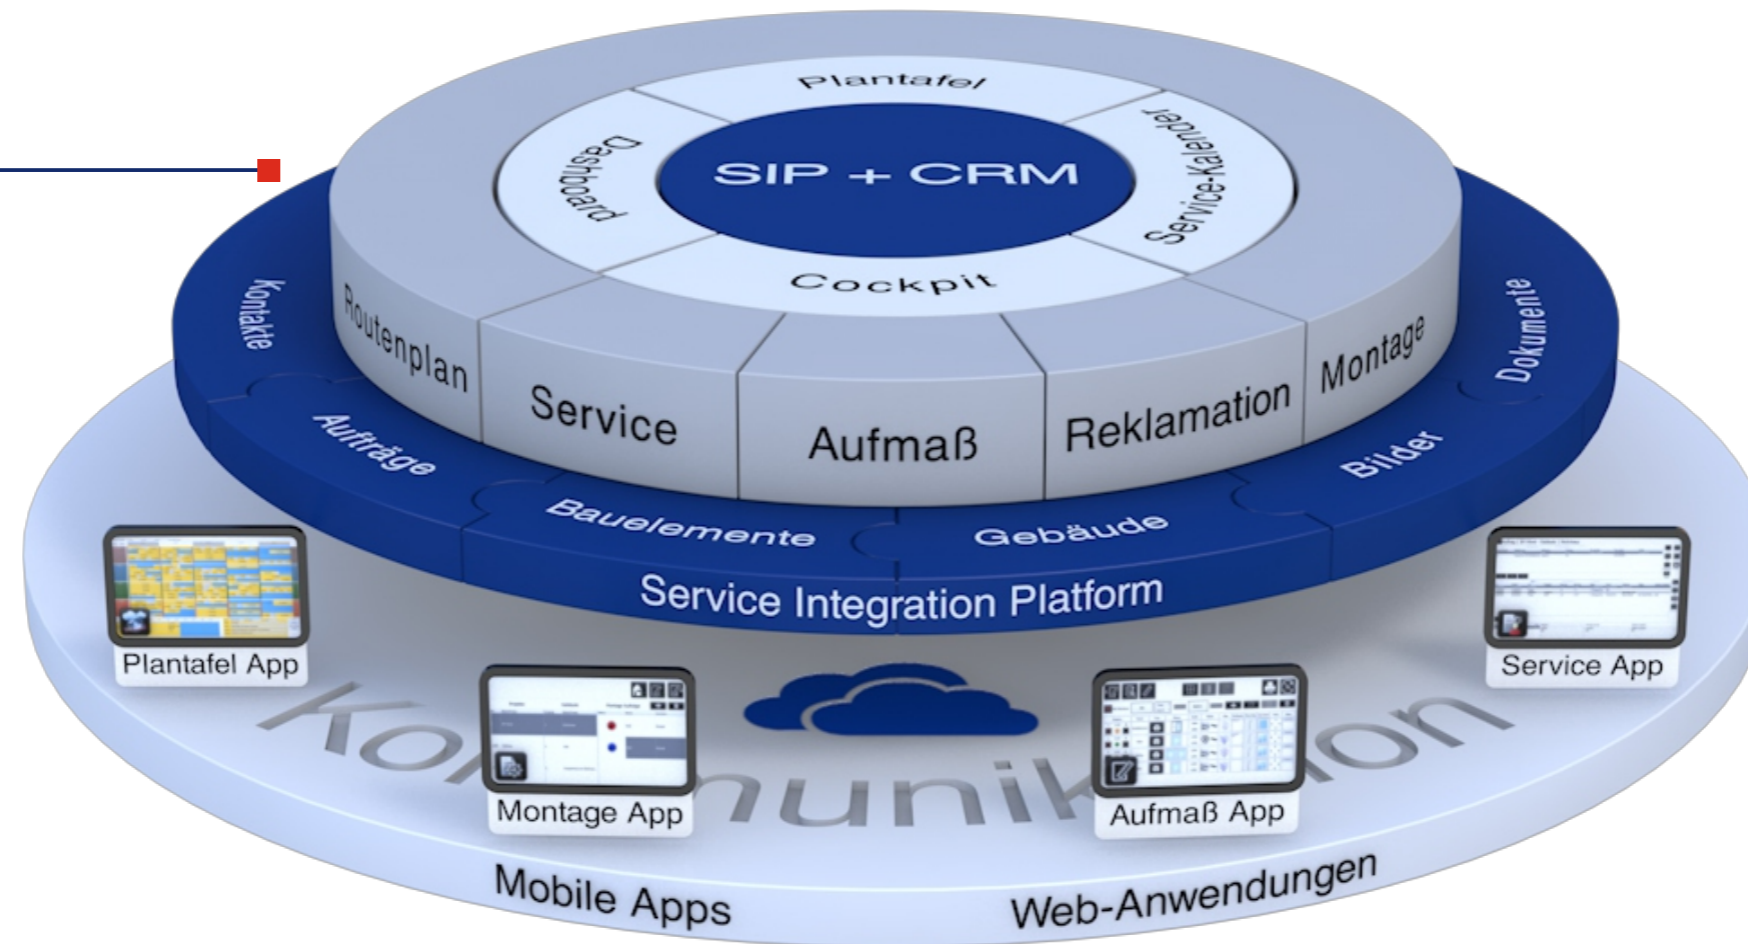 Plantafel
Dashboard
SIP + CRM
Service-Kalender
Cockpit
Routenplan
Service
Aufmaß
Reklamation
Montage
Kontakte
Aufträge
Bauelemente
Gebäude
Bilder
Dokumente
Service Integration Platform
Plantafel App
Montage App
Aufmaß App
Service App
Kommunikation
Mobile Apps
Web-Anwendungen